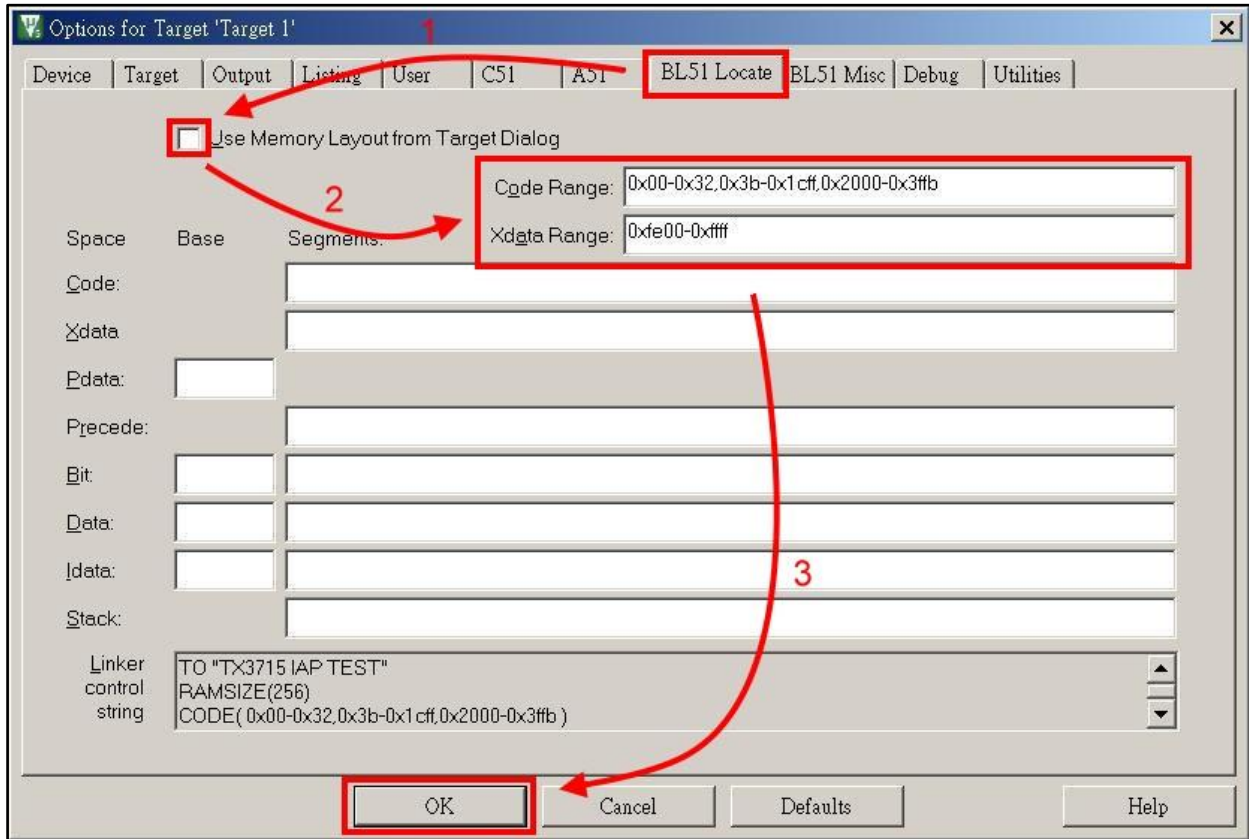 Options for Target 'Target 1'
1
Device Target Output Listing User C51 A51 BL51 Locate BL51 Misc Debug Utilities
Use Memory Layout from Target Dialog
2
Code Range: 0x00-0x32,0x3b-0x1cff,0x2000-0x3ffb
Xdata Range: 0xfe00-0xffff
Space Base Segments:
Code:
Xdata
Pdata:
Precede:
Bit:
Data:
Idata:
3
Stack:
Linker
control
string
TO "TX3715 IAP TEST"
RAMSIZE(256)
CODE( 0x00-0x32,0x3b-0x1cff,0x2000-0x3ffb )
OK Cancel Defaults Help